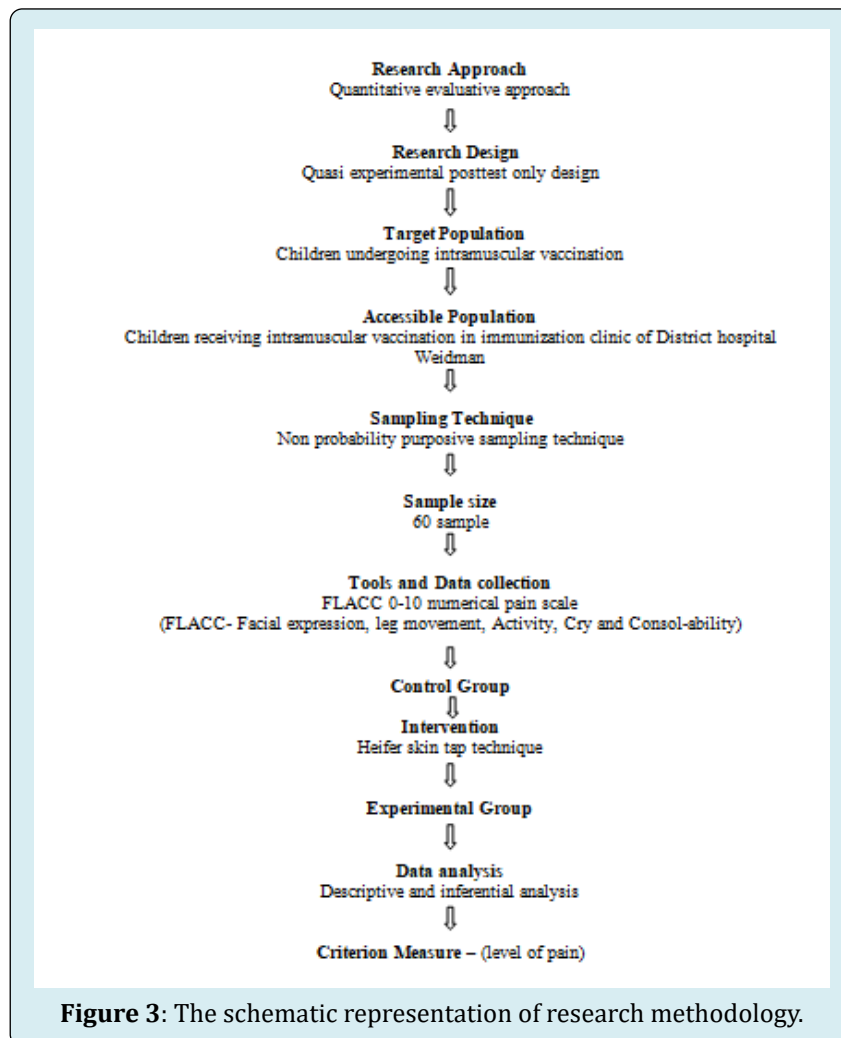 Research Approach
Quantitative evaluative approach
Research Design
Quasi experimental posttest only design
Target Population
Children undergoing intramuscular vaccination
Accessible Population
Children receiving intramuscular vaccination in immunization clinic of District hospital
Weidman
Sampling Technique
Non probability purposive sampling technique
Sample size
60 sample
Tools and Data collection
FLACC 0-10 numerical pain scale
(FLACC- Facial expression, leg movement, Activity, Cry and Consol-ability)
Control Group
Intervention
Heifer skin tap technique
Experimental Group
Data analysis
Descriptive and inferential analysis
Criterion Measure – (level of pain)
Figure 3: The schematic representation of research methodology.